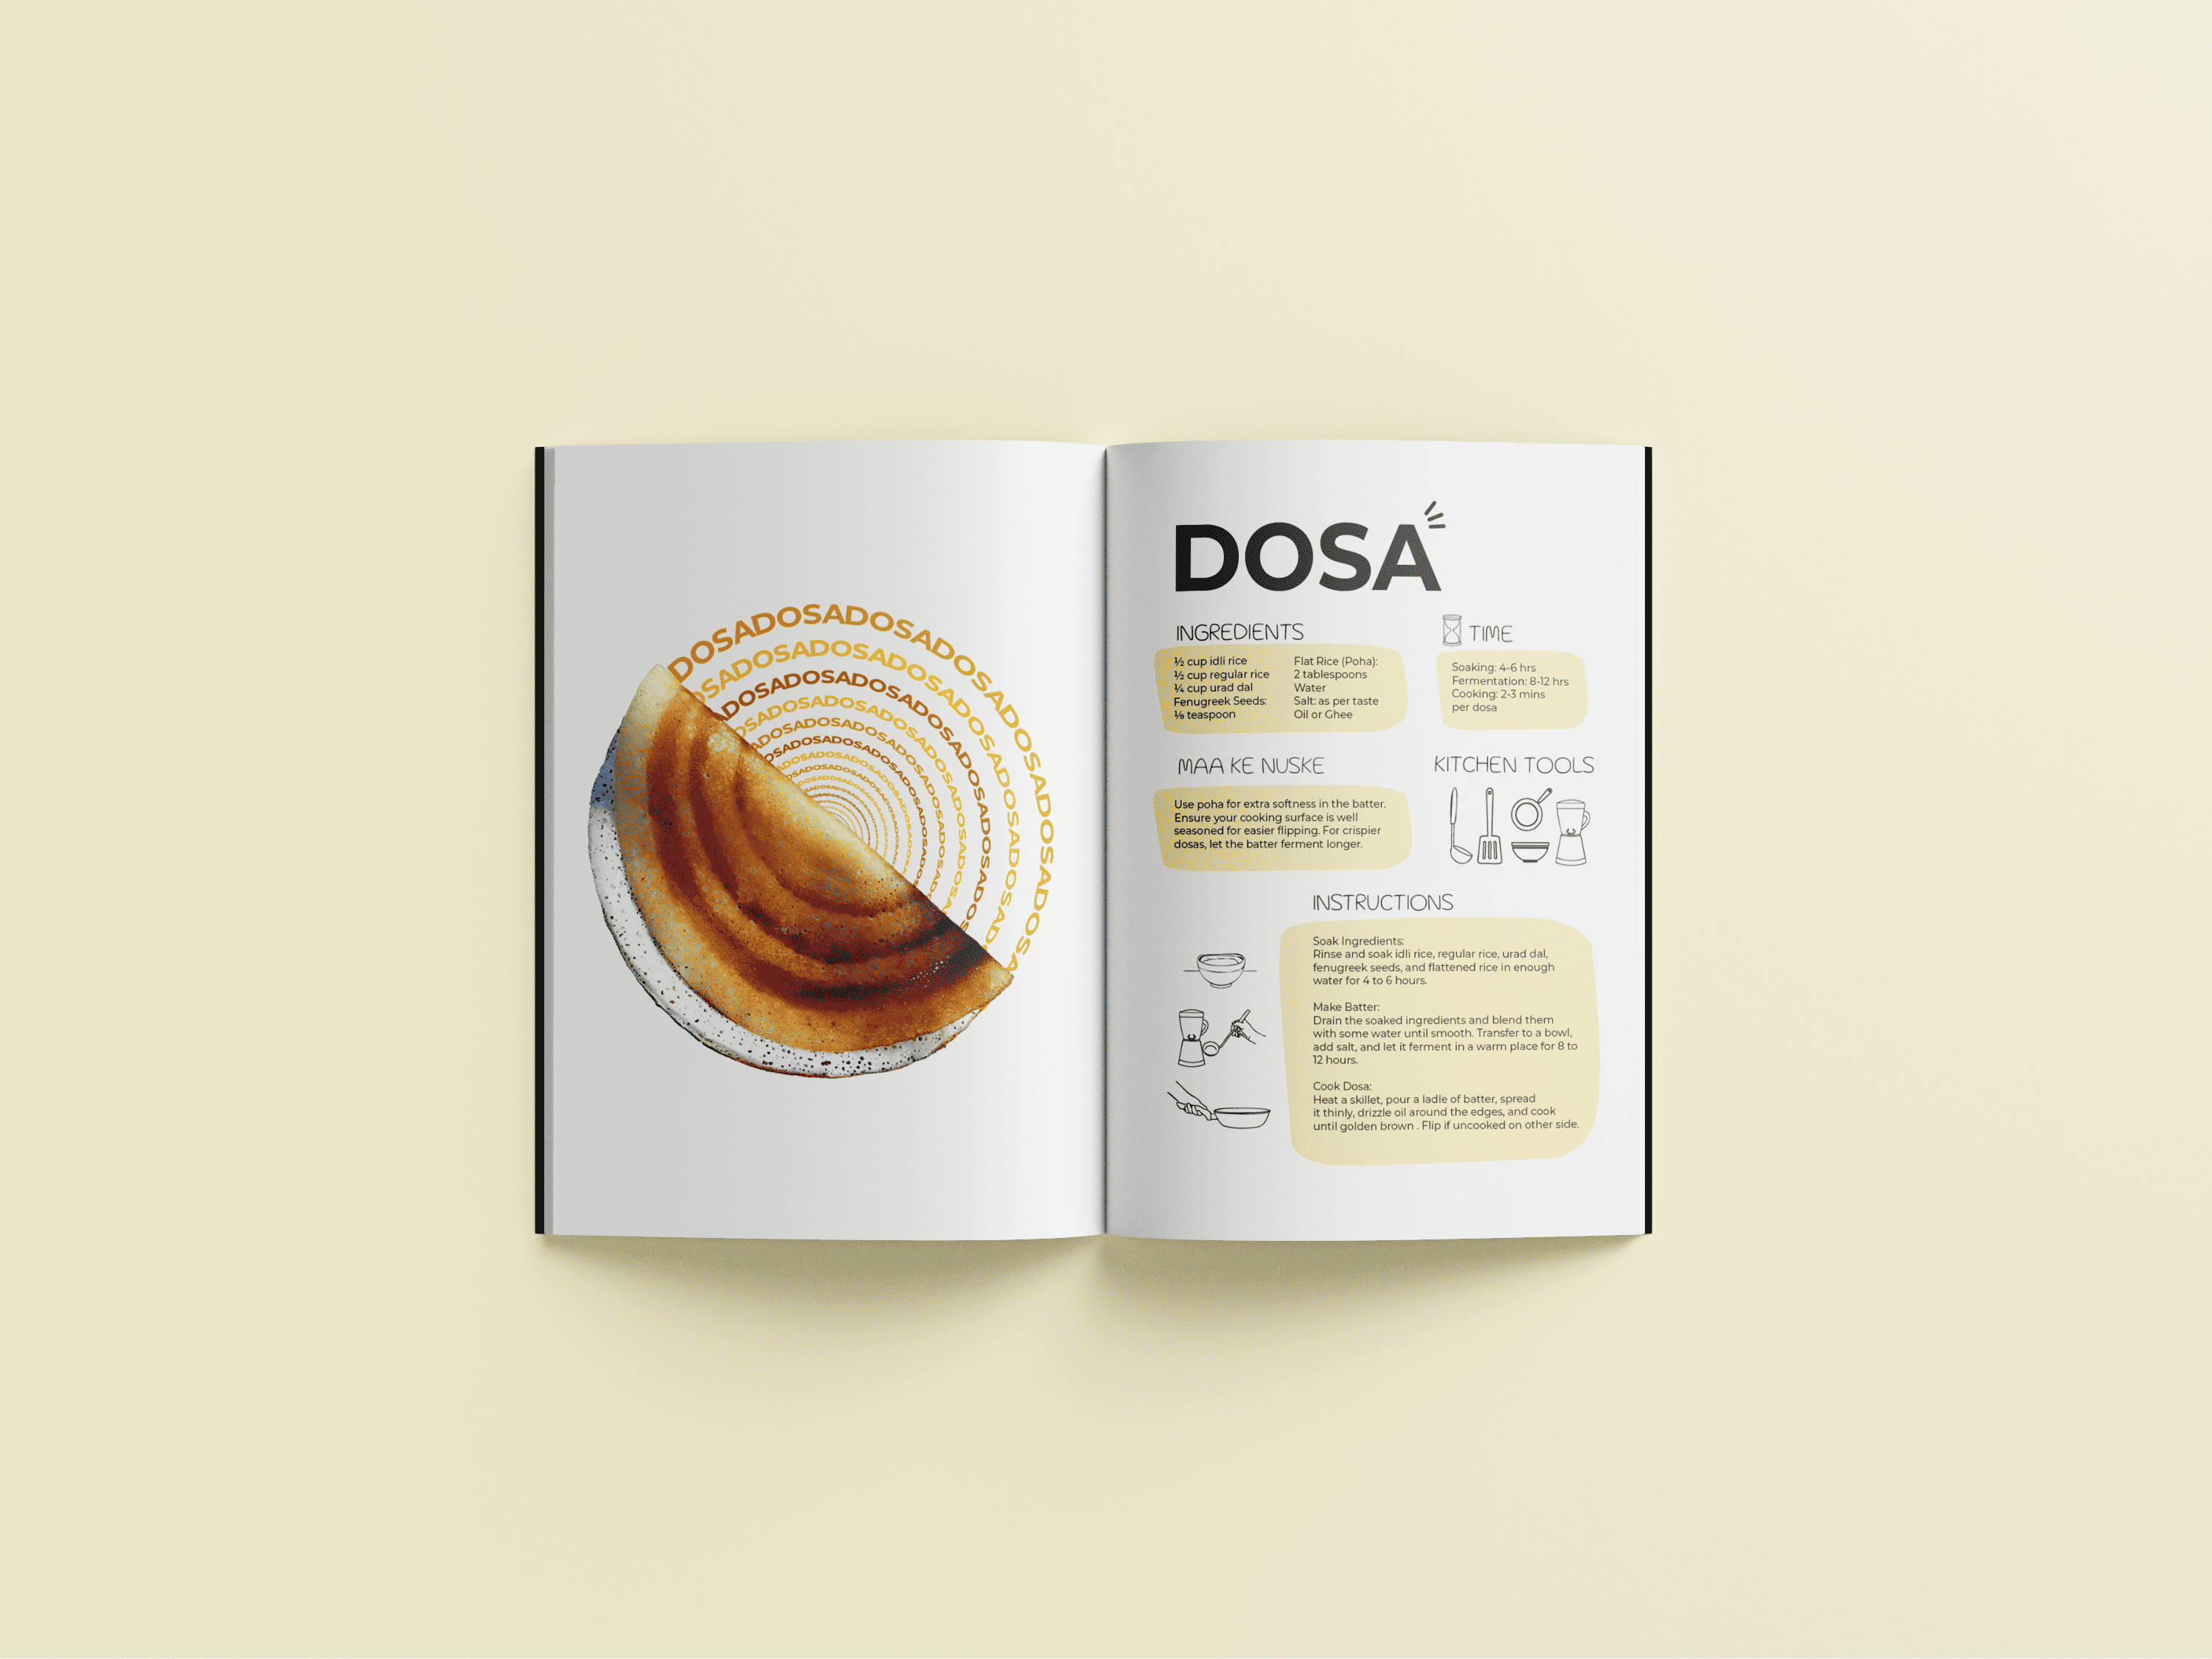 DOSADOSADOSADOSADOSADOSADOSA
DOSA
INGREDIENTS
½ cup idli rice
½ cup regular rice
¼ cup urad dal
Fenugreek Seeds:
⅛ teaspoon
Flat Rice (Poha):
2 tablespoons
Water
Salt: as per taste
Oil or Ghee
TIME
Soaking: 4-6 hrs
Fermentation: 8-12 hrs
Cooking: 2-3 mins
per dosa
MAA KE NUSKE
Use poha for extra softness in the batter.
Ensure your cooking surface is well
seasoned for easier flipping. For crispier
dosas, let the batter ferment longer.
KITCHEN TOOLS
INSTRUCTIONS
Soak Ingredients:
Rinse and soak idli rice, regular rice, urad dal,
fenugreek seeds, and flattened rice in enough
water for 4 to 6 hours.
Make Batter:
Drain the soaked ingredients and blend them
with some water until smooth. Transfer to a bowl,
add salt, and let it ferment in a warm place for 8 to
12 hours.
Cook Dosa:
Heat a skillet, pour a ladle of batter, spread
it thinly, drizzle oil around the edges, and cook
until golden brown . Flip if uncooked on other side.